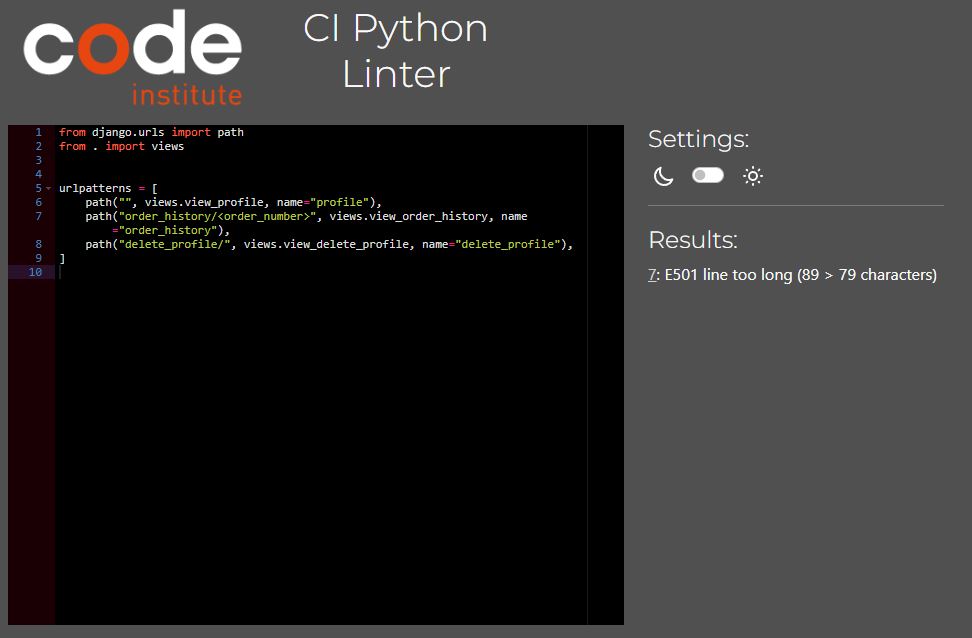 code
institute
CI Python
Linter
1 from django.urls import path
2 from . import views
3
4
5 urlpatterns = [
6     path("", views.view_profile, name="profile"),
7     path("order_history/<order_number>", views.view_order_history, name
="order_history"),
8     path("delete_profile/", views.view_delete_profile, name="delete_profile"),
9 ]
10
Settings:
Results:
7: E501 line too long (89 > 79 characters)